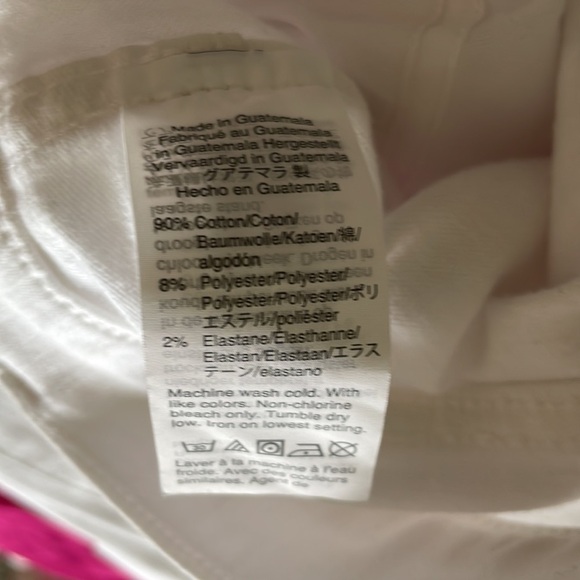 Made in Guatemala
Fabriqué au Guatemala
in Guatemala Hergestellt
Vervaardigd in Guatemala
グアテマラ 製
Hecho en Guatemala
90% Cotton/Coton/
Baumwolle/Katoen/綿/
algodón
8% Polyester/Polyester/
Polyester/Polyester/ポリ
エステル/poliéster
2% Elastane/Elasthanne/
Elastan/Elastaan/エラス
テーン/elastano
Machine wash cold. With
like colors. Non-chlorine
bleach only. Tumble dry
low. Iron on lowest setting.
Laver à la machine à l'eau
froide. Avec des couleurs
similaires. Agent de